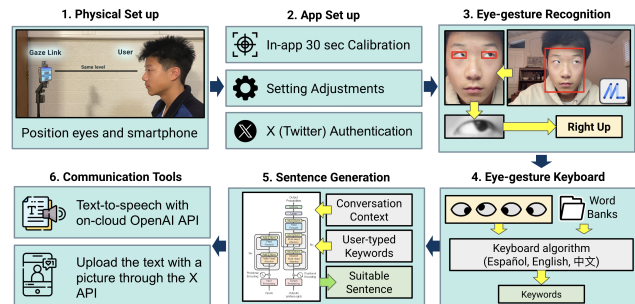 1. Physical Set up
Gaze Link
User
Same level
Position eyes and smartphone
2. App Set up
In-app 30 sec Calibration
Setting Adjustments
X (Twitter) Authentication
3. Eye-gesture Recognition
Right Up
6. Communication Tools
Text-to-speech with
on-cloud OpenAI API
Upload the text with a
picture through the X
API
5. Sentence Generation
Conversation
Context
User-typed
Keywords
Suitable
Sentence
4. Eye-gesture Keyboard
Word
Banks
Keyboard algorithm
(Español, English, 中文)
Keywords